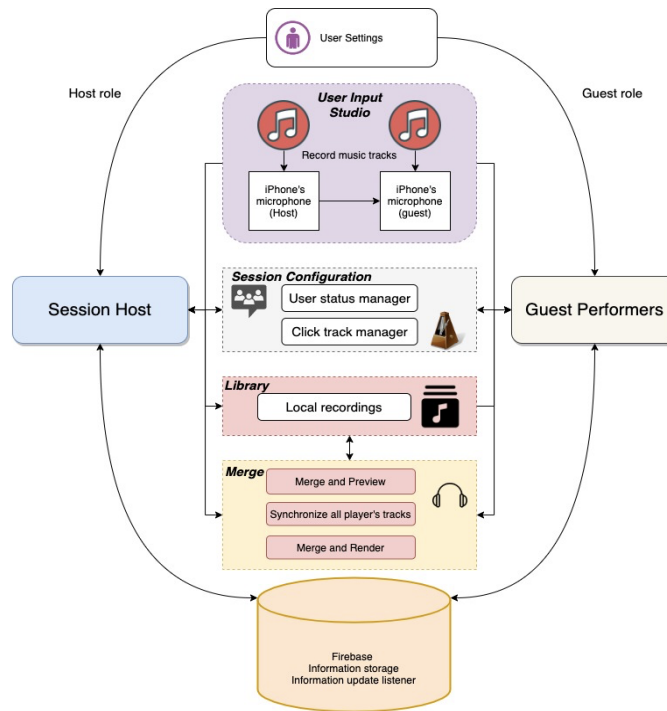 User Settings
Host role
Guest role
User Input
Studio
Record music tracks
iPhone's
microphone
(Host)
iPhone's
microphone
(guest)
Session Configuration
User status manager
Click track manager
Session Host
Guest Performers
Library
Local recordings
Merge
Merge and Preview
Synchronize all player's tracks
Merge and Render
Firebase
Information storage
Information update listener